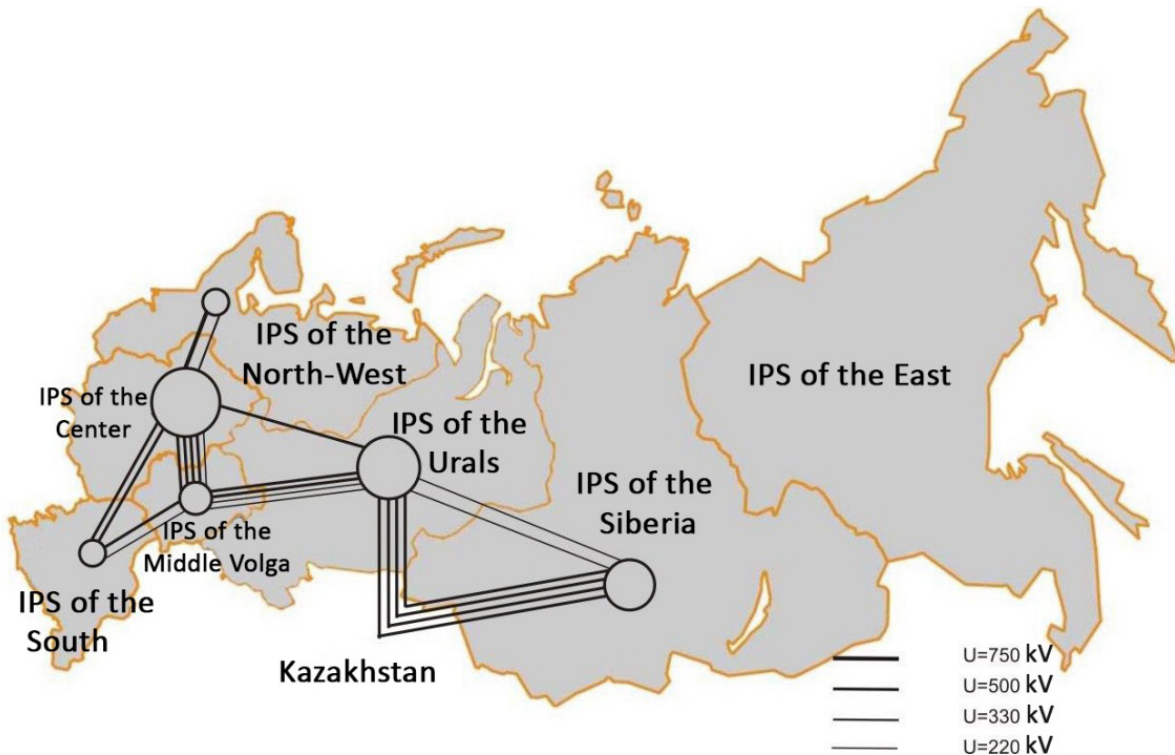 IPS of the
North-West
IPS of the
Center
IPS of the
Urals
IPS of the East
IPS of the
Siberia
IPS of the
Middle Volga
IPS of the
South
Kazakhstan
U=750 kV
U=500 kV
U=330 kV
U=220 kV